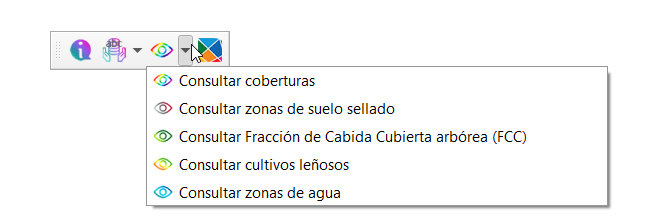 abt
Consultar coberturas
Consultar zonas de suelo sellado
Consultar Fracción de Cabida Cubierta arbórea (FCC)
Consultar cultivos leñosos
Consultar zonas de agua